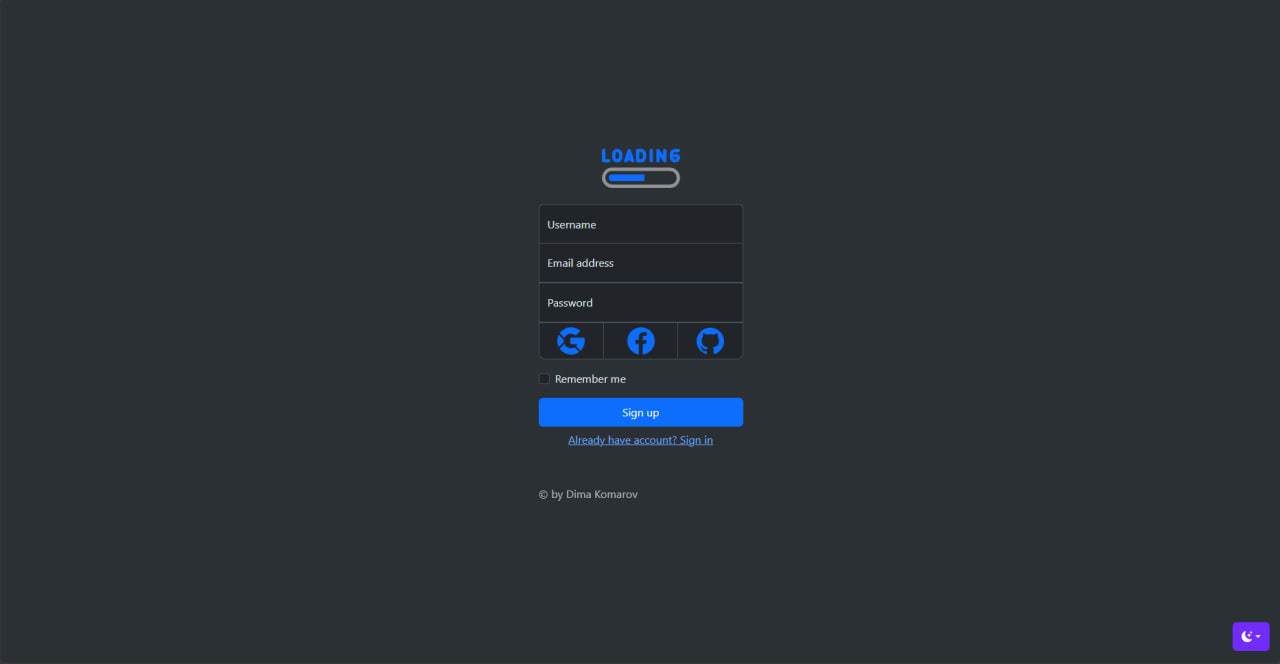 LOADING
Username
Email address
Password
Remember me
Sign up
Already have account? Sign in
© by Dima Komarov